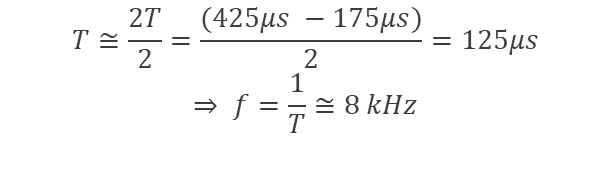 T ≅ 2T/2 = (425μs − 175μs)/2 = 125μs
⇒ f = 1/T ≅ 8 kHz